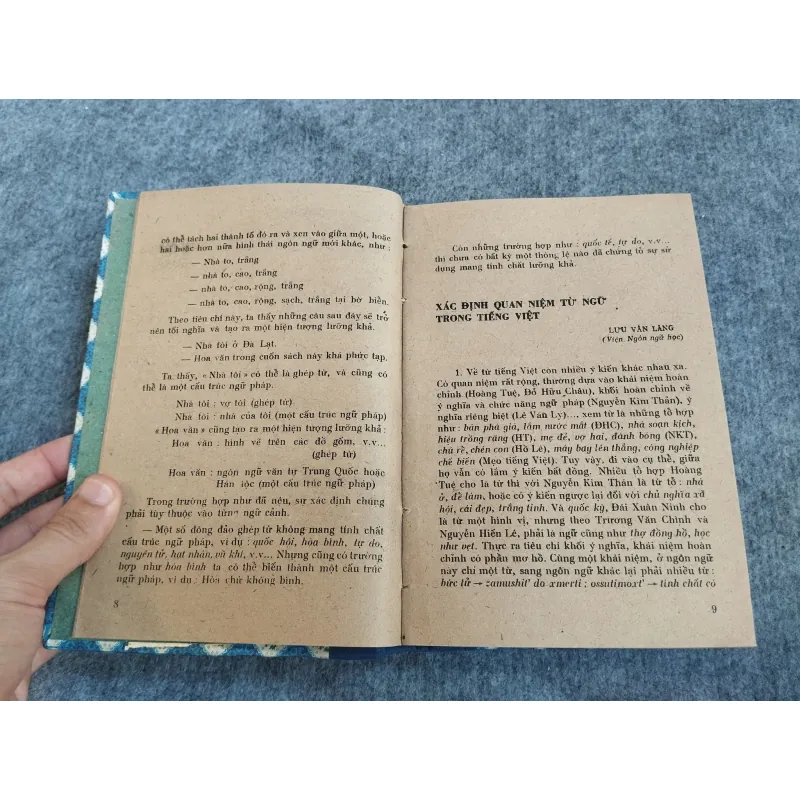 có thể tách hai thành tố đó ra và xen vào giữa một, hoặc
hai hoặc hơn nữa hình thái ngôn ngữ mới khác, như :
— Nhà to, trắng
— nhà to, cao, trắng
— nhà to, cao, rộng, trắng
— nhà to, cao, rộng, sạch, trắng tại bờ biển.
Theo tiêu chí này, ta thấy những câu sau đây sẽ trở
nên tối nghĩa và tạo ra một hiện tượng lưỡng khả.
— Nhà tôi ở Đà Lạt.
— Hoa văn trong cuốn sách này khá phức tạp.
Ta thấy, « Nhà tôi » có thể là ghép từ, và cũng có
thể là một cấu trúc ngữ pháp.
Nhà tôi : vợ tôi (ghép từ)
Nhà tôi : nhà của tôi (một cấu trúc ngữ pháp)
« Hoa văn » cũng tạo ra một hiện tượng lưỡng khả :
Hoa văn : hình vẽ trên các đồ gốm, v.v...
(ghép từ)
Hoa văn : ngôn ngữ văn tự Trung Quốc hoặc
Hán tộc (một cấu trúc ngữ pháp)
Trong trường hợp như đã nêu, sự xác định chúng
phải tùy thuộc vào từng ngữ cảnh.
— Một số đông đảo ghép từ không mang tính chất
cấu trúc ngữ pháp, ví dụ : quốc hội, hòa bình, tự do,
nguyên tử, hạt nhân, vũ khí, v.v... Nhưng cũng có trường
hợp như hòa bình ta có thể biến thành một cấu trúc
ngữ pháp, ví dụ : Hòa chứ không bình.
8
Còn những trường hợp như : quốc tế, tự do, v.v...
thì chưa có bất kỳ một thông lệ nào đã chứng tỏ sự sử
dụng mang tính chất lưỡng khả.
XÁC ĐỊNH QUAN NIỆM TỪ NGỮ
TRONG TIẾNG VIỆT
LƯU VÂN LĂNG
(Viện Ngôn ngữ học)
1. Về từ tiếng Việt còn nhiều ý kiến khác nhau xa.
Có quan niệm rất rộng, thường dựa vào khái niệm hoàn
chỉnh (Hoàng Tuệ, Đỗ Hữu Châu), khối hoàn chỉnh về
ý nghĩa và chức năng ngữ pháp (Nguyễn Kim Thản), ý
nghĩa riêng biệt (Lê Văn Lý)..., xem từ là những tổ hợp
như : bán phá giá, làm nước mắt (ĐHC), nhà soạn kịch,
hiệu trông răng (HT), mẹ đẻ, vợ hai, đánh bóng (NKT),
chú rể, chén con (Hồ Lê), máy bay lên thẳng, công nghiệp
chế biến (Mẹo tiếng Việt). Tuy vậy, đi vào cụ thể, giữa
họ vẫn có lắm ý kiến bất đồng. Nhiều tổ hợp Hoàng
Tuệ cho là từ thì với Nguyễn Kim Thản là từ tổ : nhà
ở, dễ làm, hoặc có ý kiến ngược lại đối với chủ nghĩa xã
hội, cái đẹp, trắng tinh. Và quốc kỳ, Đái Xuân Ninh cho
là từ một hình vị, nhưng theo Trương Văn Chình và
Nguyễn Hiến Lê, phải là ngữ cũng như thợ đồng hồ, học
như vẹt. Thực ra tiêu chí khối ý nghĩa, khái niệm hoàn
chỉnh có phần mơ hồ. Cùng một khái niệm, ở ngôn ngữ
này chỉ một từ, sang ngôn ngữ khác lại phải nhiều từ :
bức tử → zamushit' do xmerti ; ossutimoxt' → tính chất có
9